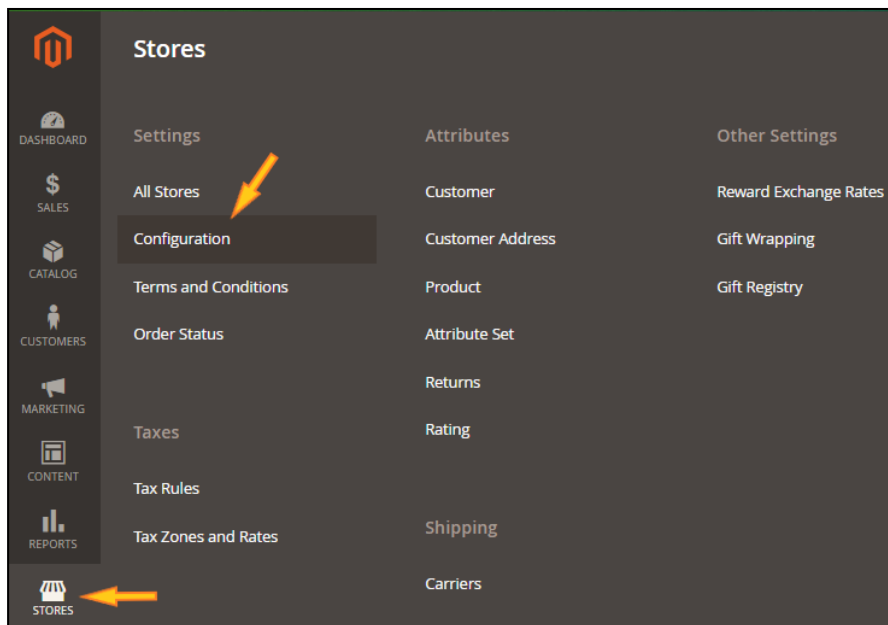 Stores
DASHBOARD
SALES
CATALOG
CUSTOMERS
MARKETING
CONTENT
REPORTS
STORES
Settings
All Stores
Configuration
Terms and Conditions
Order Status
Taxes
Tax Rules
Tax Zones and Rates
Attributes
Customer
Customer Address
Product
Attribute Set
Returns
Rating
Shipping
Carriers
Other Settings
Reward Exchange Rates
Gift Wrapping
Gift Registry